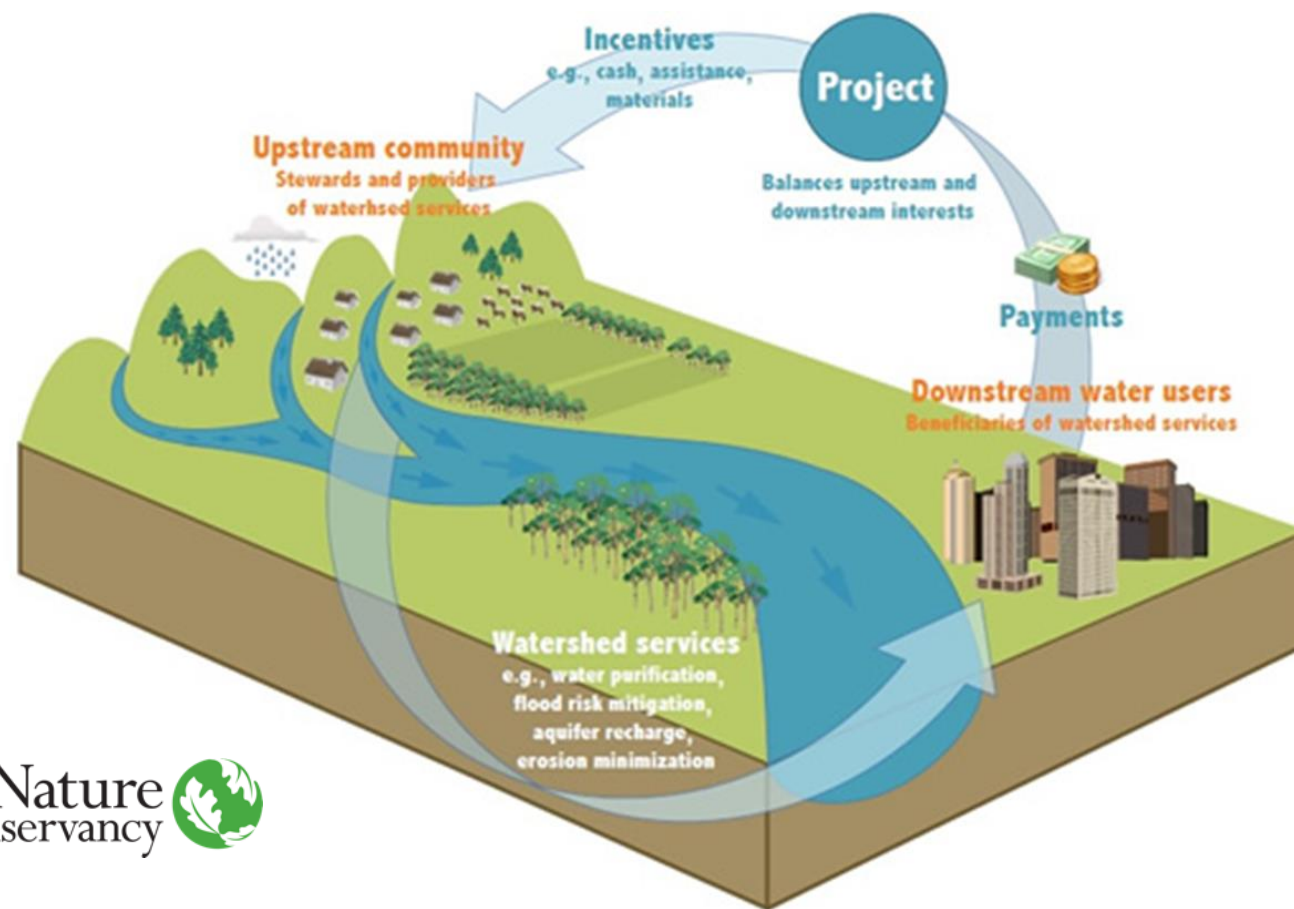 Incentives
e.g., cash, assistance,
materials
Project
Balances upstream and
downstream interests
Upstream community
Stewards and providers
of waterhsed services
Payments
Downstream water users
Beneficiaries of watershed services
Watershed services
e.g., water purification,
flood risk mitigation,
aquifer recharge,
erosion minimization
Nature
servancy